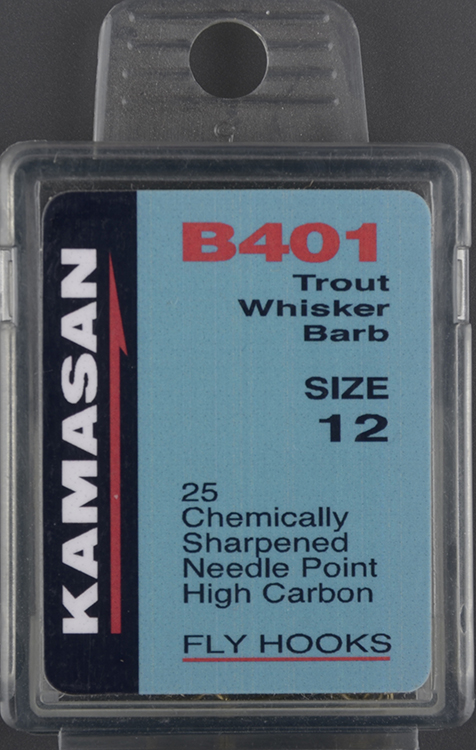 KAMASAN
B401
Trout
Whisker
Barb
SIZE
12
25
Chemically
Sharpened
Needle Point
High Carbon
FLY HOOKS